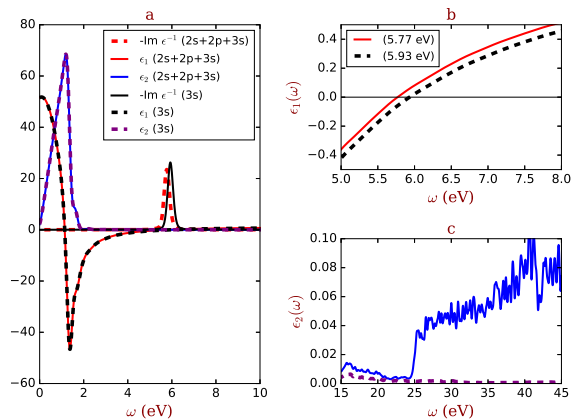 a
-Im ϵ⁻¹ (2s+2p+3s)
ϵ₁ (2s+2p+3s)
ϵ₂ (2s+2p+3s)
-Im ϵ⁻¹ (3s)
ϵ₁ (3s)
ϵ₂ (3s)
80
60
40
20
0
−20
−40
−60
0 2 4 6 8 10
ω (eV)
b
(5.77 eV)
(5.93 eV)
ϵ₁(ω)
0.4
0.2
0.0
−0.2
−0.4
5.0 5.5 6.0 6.5 7.0 7.5 8.0
ω (eV)
c
ϵ₂(ω)
0.10
0.08
0.06
0.04
0.02
0.00
15 20 25 30 35 40 45
ω (eV)